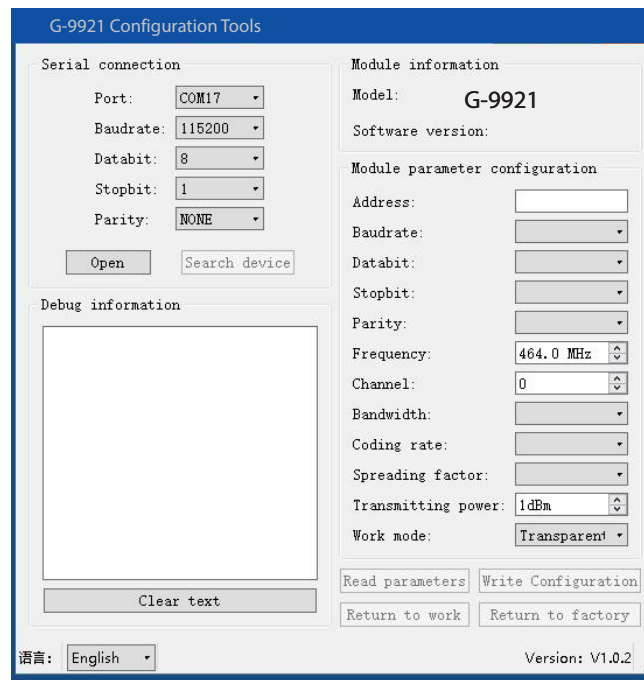 G-9921 Configuration Tools
Serial connection
Port: COM17
Baudrate: 115200
Databit: 8
Stopbit: 1
Parity: NONE
Open Search device
Debug information
Clear text
Module information
Model: G-9921
Software version:
Module parameter configuration
Address:
Baudrate:
Databit:
Stopbit:
Parity:
Frequency: 464.0 MHz
Channel: 0
Bandwidth:
Coding rate:
Spreading factor:
Transmitting power: 1dBm
Work mode: Transparent
Read parameters Write Configuration
Return to work Return to factory
语言: English Version: V1.0.2